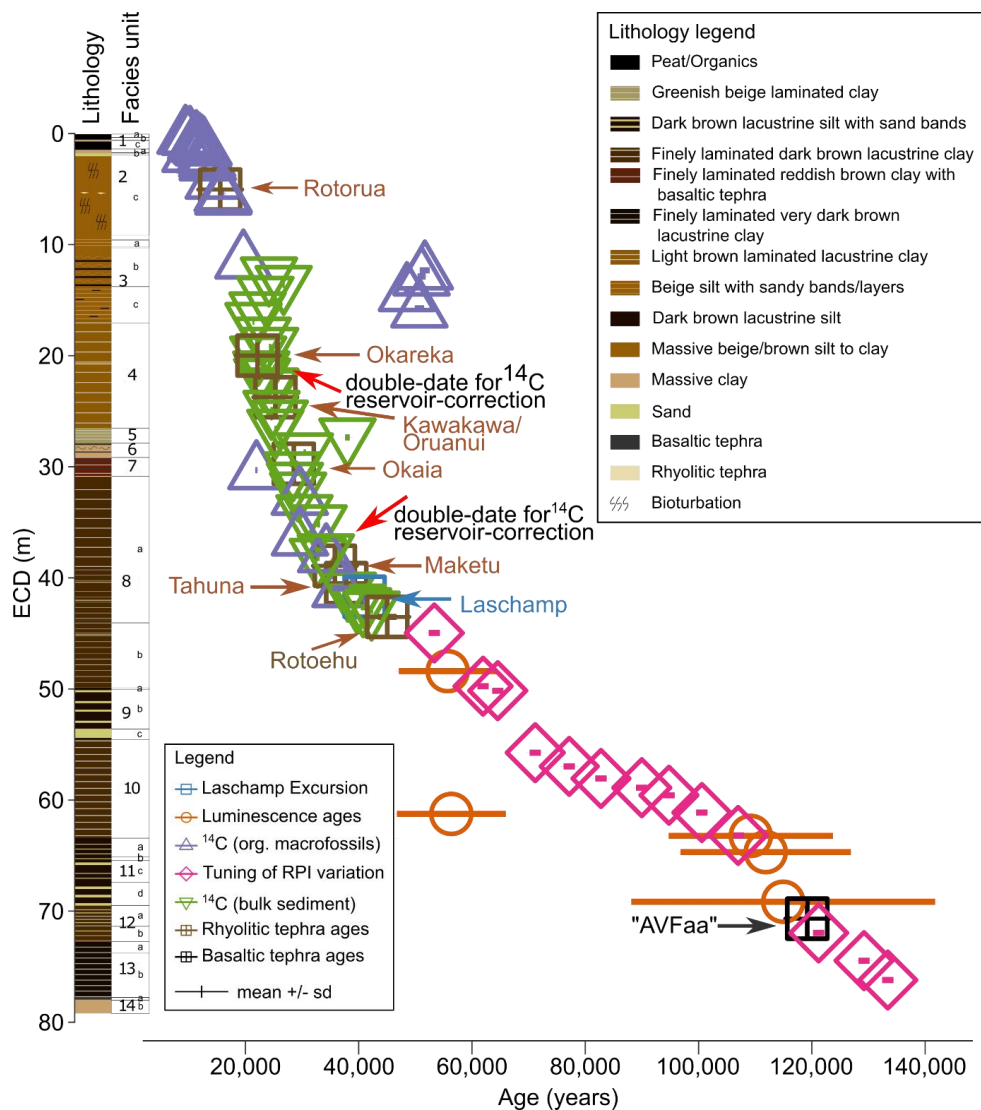 Lithology
Facies unit
Lithology legend
Peat/Organics
Greenish beige laminated clay
Dark brown lacustrine silt with sand bands
Finely laminated dark brown lacustrine clay
Finely laminated reddish brown clay with
basaltic tephra
Finely laminated very dark brown
lacustrine clay
Light brown laminated lacustrine clay
Beige silt with sandy bands/layers
Dark brown lacustrine silt
Massive beige/brown silt to clay
Massive clay
Sand
Basaltic tephra
Rhyolitic tephra
Bioturbation
ECD (m)
0
10
20
30
40
50
60
70
80
1
a
b
c
2
a
b
c
3
a
b
c
4
5
6
7
8
a
b
9
a
b
c
10
11
a
b
c
d
12
a
b
13
a
b
14
a
b
Rotorua
Okareka
double-date for ¹⁴C
reservoir-correction
Kawakawa/
Oruanui
Okaia
double-date for ¹⁴C
reservoir-correction
Maketu
Tahuna
Laschamp
Rotoehu
"AVFaa"
Legend
Laschamp Excursion
Luminescence ages
¹⁴C (org. macrofossils)
Tuning of RPI variation
¹⁴C (bulk sediment)
Rhyolitic tephra ages
Basaltic tephra ages
mean +/- sd
20,000
40,000
60,000
80,000
100,000
120,000
140,000
Age (years)